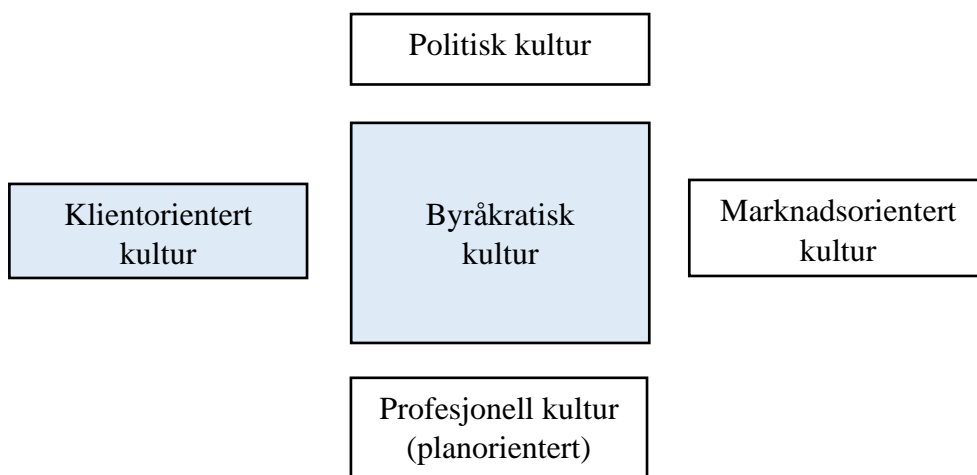 Politisk kultur
Klientorientert
kultur
Byråkratisk
kultur
Marknadsorientert
kultur
Profesjonell kultur
(planorientert)